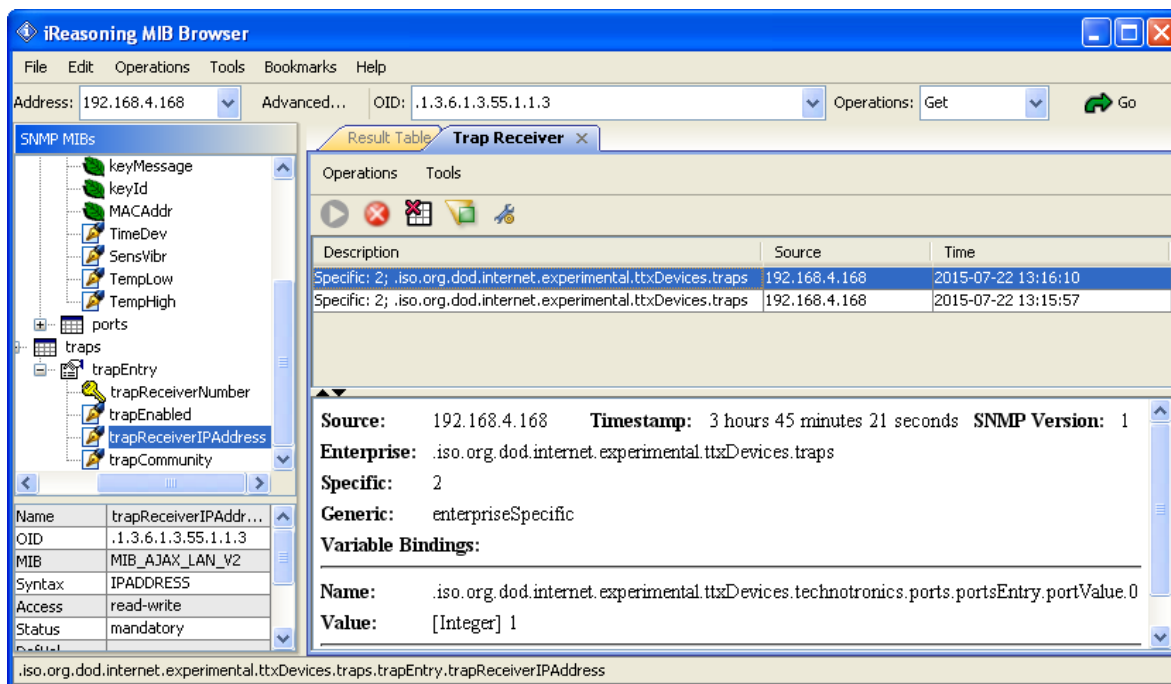 iReasoning MIB Browser
File Edit Operations Tools Bookmarks Help
Address: 192.168.4.168 Advanced... OID: .1.3.6.1.3.55.1.1.3 Operations: Get Go
SNMP MIBs
keyMessage
keyId
MACAddr
TimeDev
SensVibr
TempLow
TempHigh
ports
traps
trapEntry
trapReceiverNumber
trapEnabled
trapReceiverIPAddress
trapCommunity
Name trapReceiverIPAddr...
OID .1.3.6.1.3.55.1.1.3
MIB MIB_AJAX_LAN_V2
Syntax IPADDRESS
Access read-write
Status mandatory
Result Table Trap Receiver
Operations Tools
Description Source Time
Specific: 2; .iso.org.dod.internet.experimental.ttxDevices.traps 192.168.4.168 2015-07-22 13:16:10
Specific: 2; .iso.org.dod.internet.experimental.ttxDevices.traps 192.168.4.168 2015-07-22 13:15:57
Source: 192.168.4.168 Timestamp: 3 hours 45 minutes 21 seconds SNMP Version: 1
Enterprise: .iso.org.dod.internet.experimental.ttxDevices.traps
Specific: 2
Generic: enterpriseSpecific
Variable Bindings:
Name: .iso.org.dod.internet.experimental.ttxDevices.technotronics.ports.portsEntry.portValue.0
Value: [Integer] 1
.iso.org.dod.internet.experimental.ttxDevices.traps.trapEntry.trapReceiverIPAddress